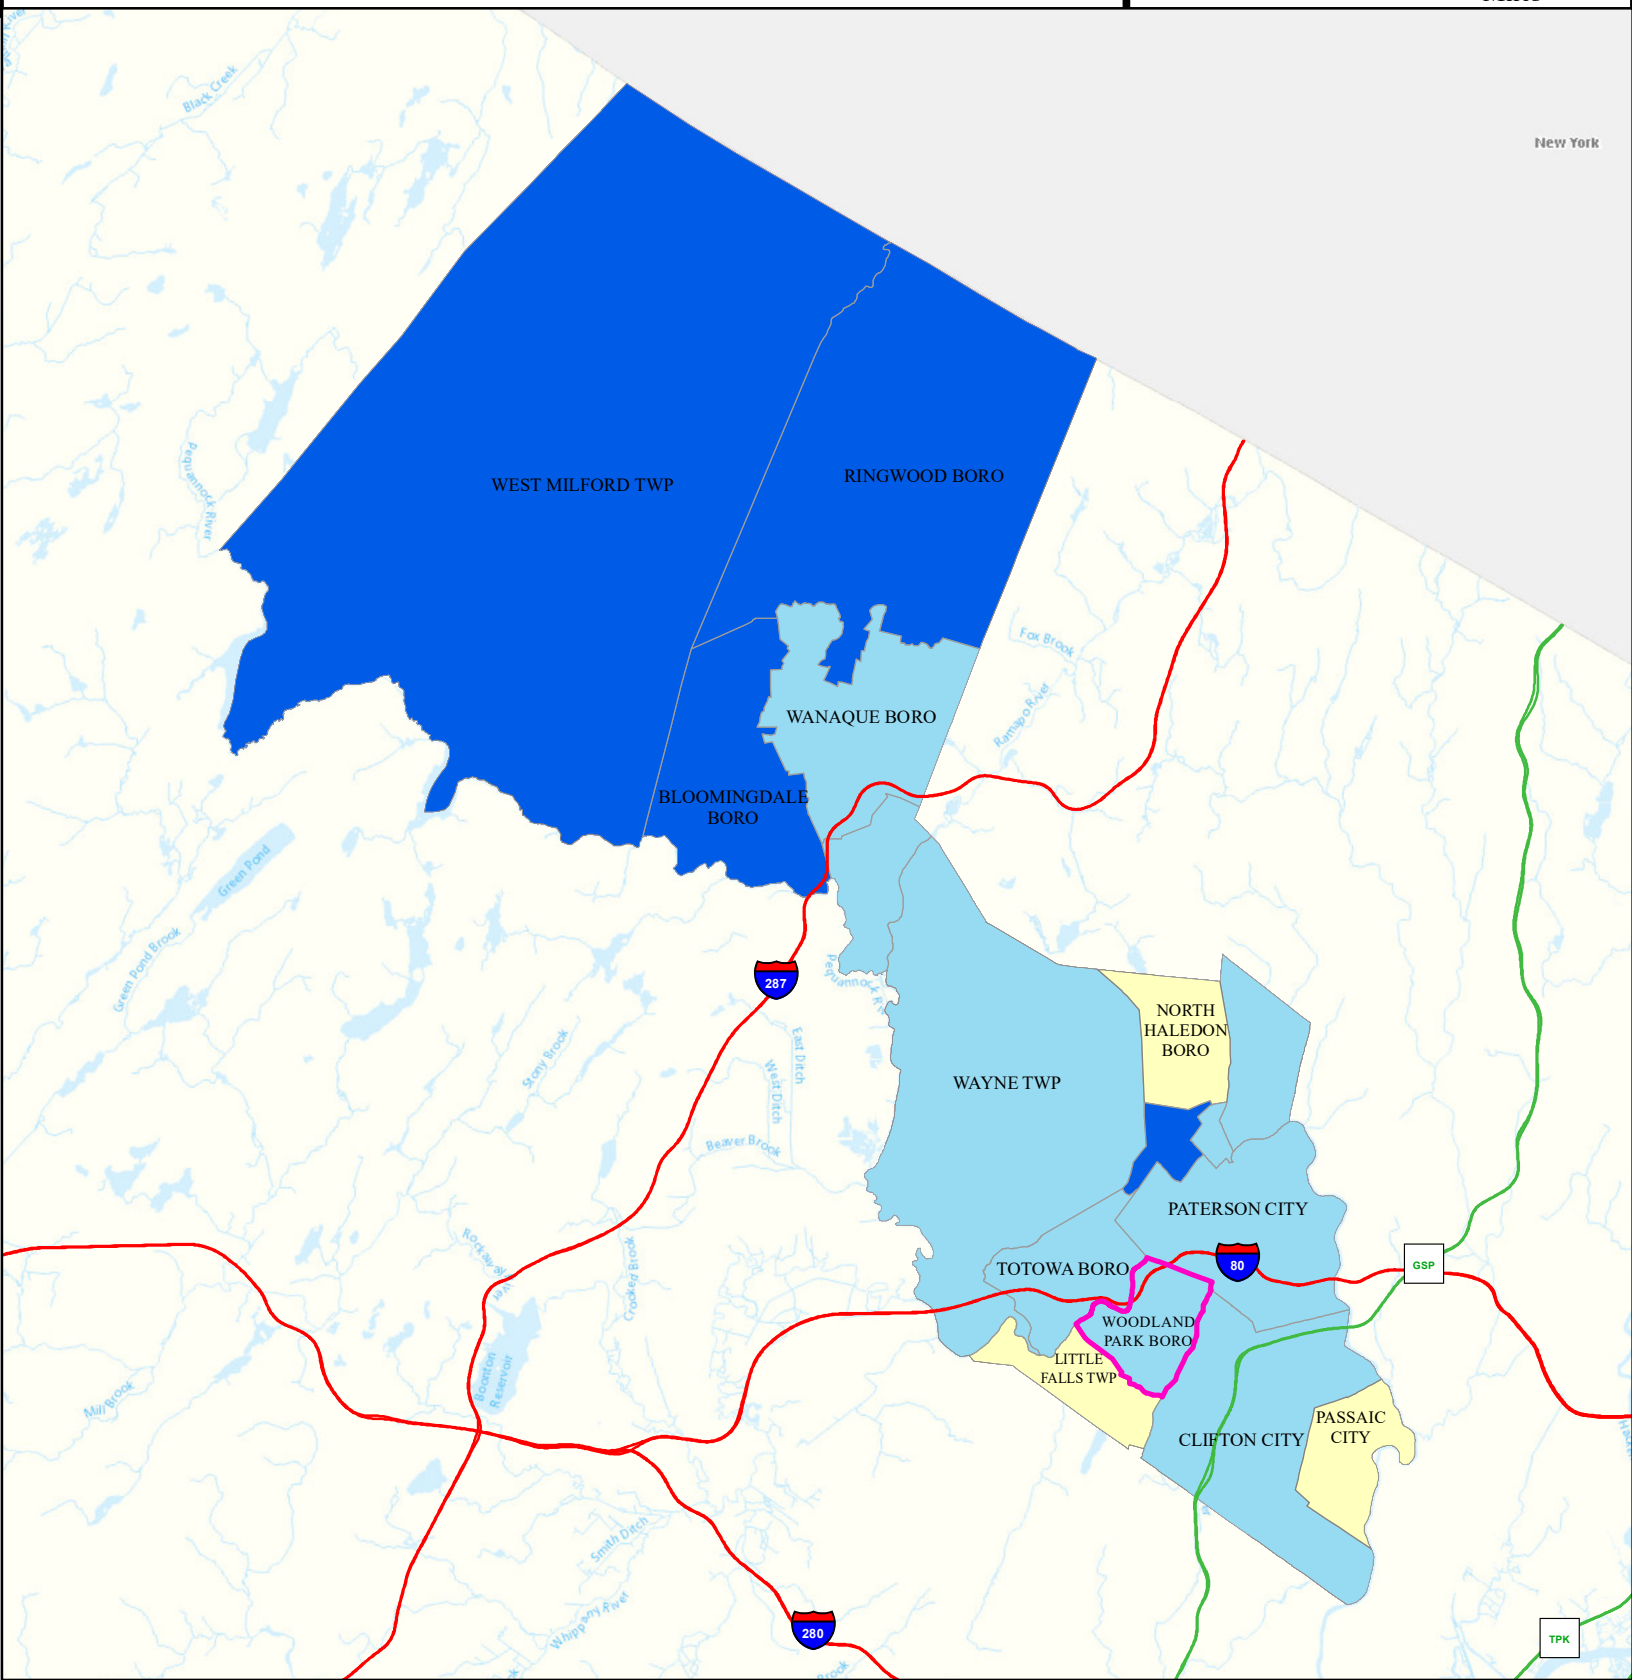 New York
Black Creek
Pequannock River
WEST MILFORD TWP
RINGWOOD BORO
Fox Brook
Ramapo River
WANAQUE BORO
BLOOMINGDALE
BORO
Green Pond
Green Pond Brook
287
Pequannock
NORTH
HALEDON
BORO
East Ditch
West Ditch
Stony Brook
WAYNE TWP
Beaver Brook
PATERSON CITY
Rockaway River
Crooked Brook
TOTOWA BORO
80
GSP
WOODLAND
PARK BORO
LITTLE
FALLS TWP
Boonton
Reservoir
Mill Brook
PASSAIC
CITY
CLIFTON CITY
Smith Ditch
Whippany River
280
TPK
Brook